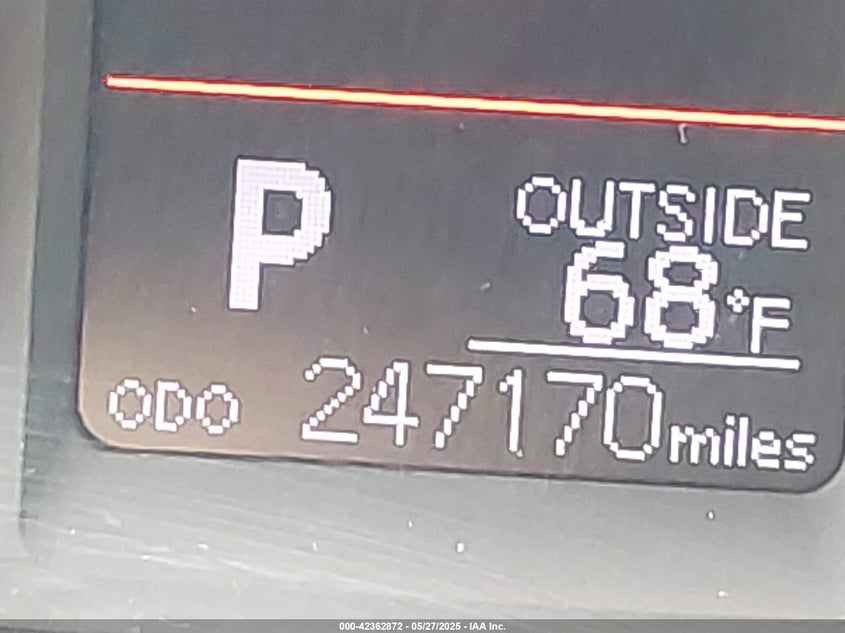 P
OUTSIDE
68°F
ODO 247170 miles
000-42362872 - 05/27/2025 - IAA Inc.